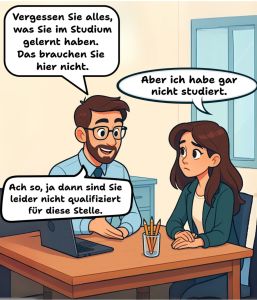 Vergessen Sie alles,
was Sie im Studium
gelernt haben.
Das brauchen Sie
hier nicht.
Aber ich habe gar
nicht studiert.
Ach so, ja dann sind Sie
leider nicht qualifiziert
für diese Stelle.